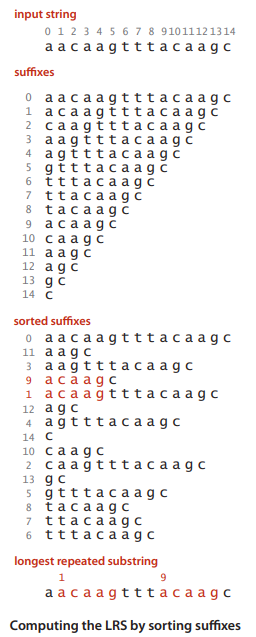 input string
0 1 2 3 4 5 6 7 8 9 10 11 12 13 14
a a c a a g t t t a c a a g c
suffixes
0 a a c a a g t t t a c a a g c
1 a c a a g t t t a c a a g c
2 c a a g t t t a c a a g c
3 a a g t t t a c a a g c
4 a g t t t a c a a g c
5 g t t t a c a a g c
6 t t t a c a a g c
7 t t a c a a g c
8 t a c a a g c
9 a c a a g c
10 c a a g c
11 a a g c
12 a g c
13 g c
14 c
sorted suffixes
0 a a c a a g t t t a c a a g c
11 a a g c
3 a a g t t t a c a a g c
9 a c a a g c
1 a c a a g t t t a c a a g c
12 a g c
4 a g t t t a c a a g c
14 c
10 c a a g c
2 c a a g t t t a c a a g c
13 g c
5 g t t t a c a a g c
8 t a c a a g c
7 t t a c a a g c
6 t t t a c a a g c
longest repeated substring
1 9
a a c a a g t t t a c a a g c
Computing the LRS by sorting suffixes